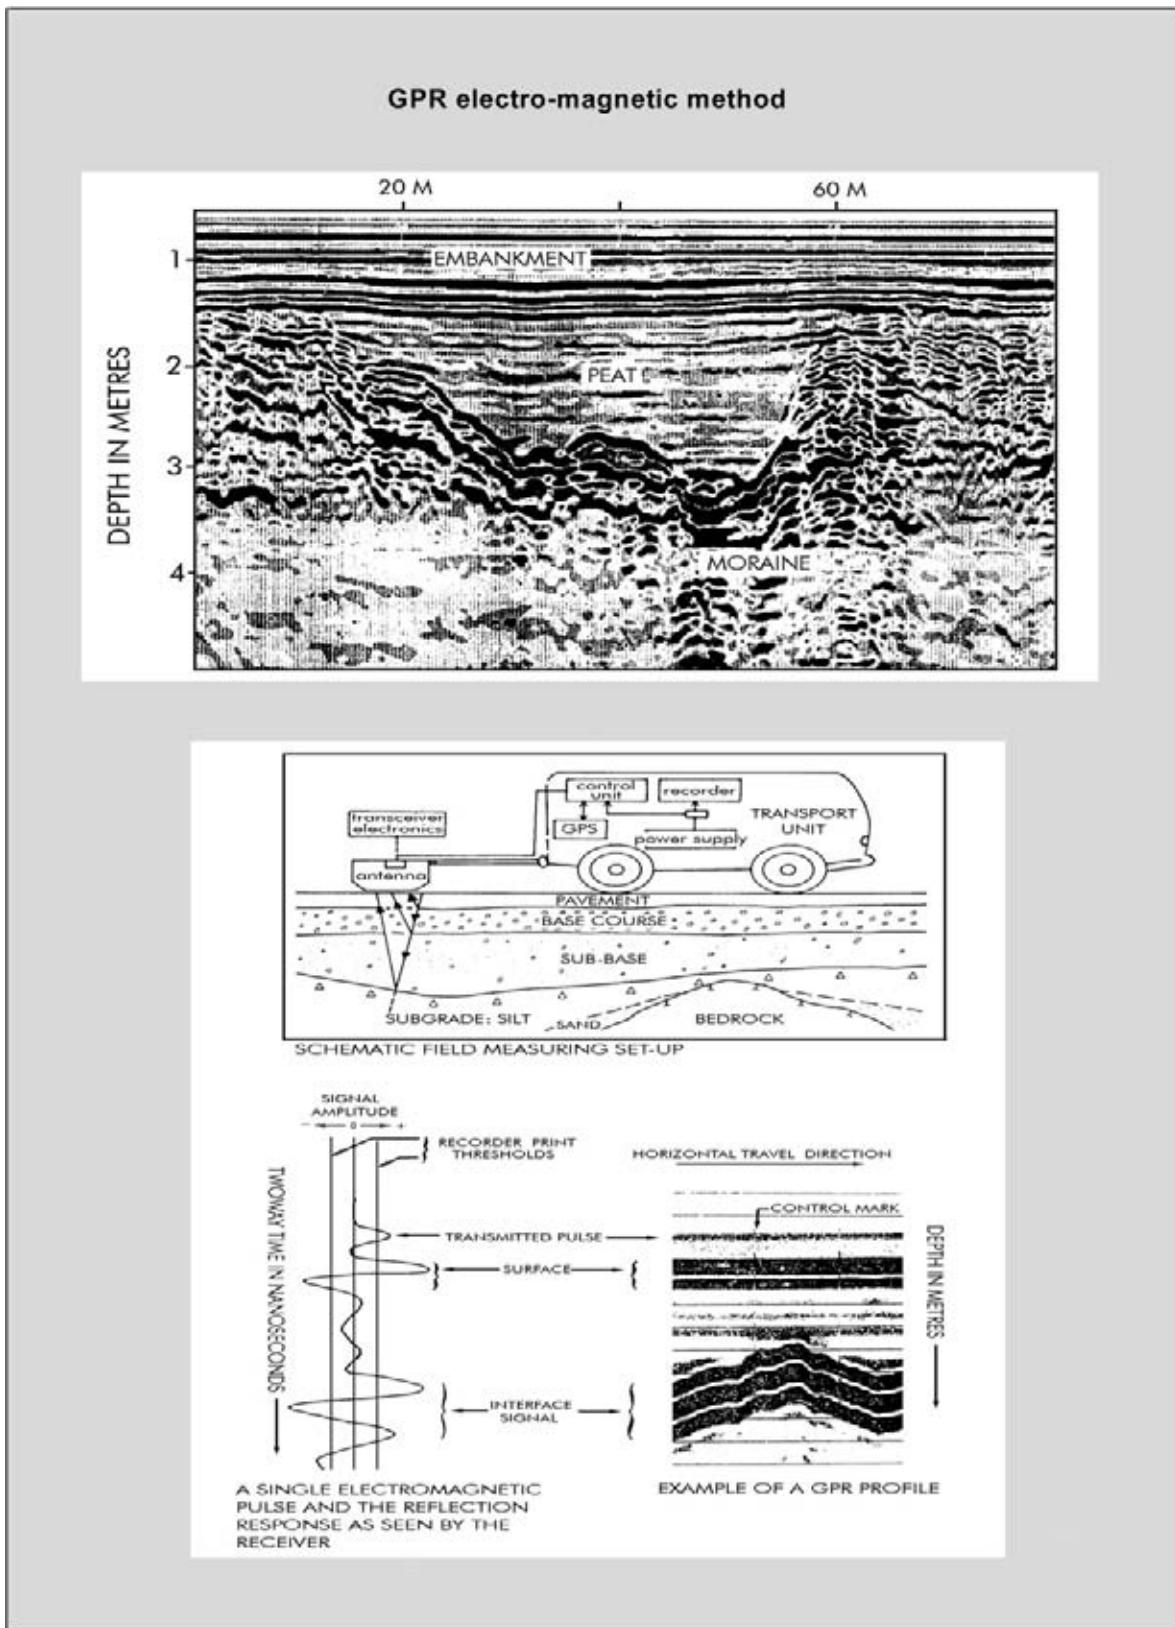 GPR electro-magnetic method
20 M
60 M
DEPTH IN METRES
1
EMBANKMENT
2
PEAT
3
MORAINE
4
control
unit
recorder
TRANSPORT
UNIT
GPS
power supply
transceiver
electronics
antenna
PAVEMENT
BASE COURSE
SUB-BASE
SUBGRADE: SILT
SAND
BEDROCK
SCHEMATIC FIELD MEASURING SET-UP
SIGNAL
AMPLITUDE
- 0 +
RECORDER PRINT
THRESHOLDS
TWOWAY TIME IN NANOSECONDS
TRANSMITTED PULSE
SURFACE
INTERFACE
SIGNAL
HORIZONTAL TRAVEL DIRECTION
CONTROL MARK
DEPTH IN METRES
A SINGLE ELECTROMAGNETIC
PULSE AND THE REFLECTION
RESPONSE AS SEEN BY THE
RECEIVER
EXAMPLE OF A GPR PROFILE